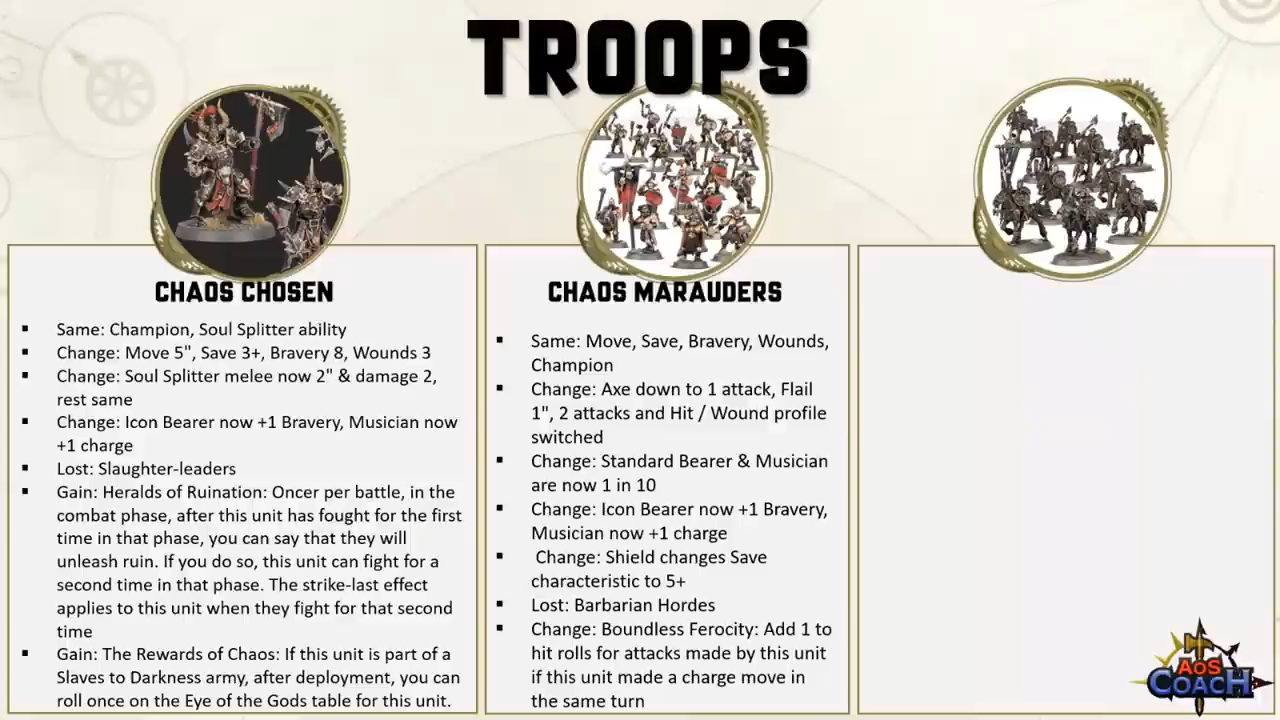 TROOPS
CHAOS CHOSEN
▪ Same: Champion, Soul Splitter ability
▪ Change: Move 5", Save 3+, Bravery 8, Wounds 3
▪ Change: Soul Splitter melee now 2" & damage 2,
rest same
▪ Change: Icon Bearer now +1 Bravery, Musician now
+1 charge
▪ Lost: Slaughter-leaders
▪ Gain: Heralds of Ruination: Oncer per battle, in the
combat phase, after this unit has fought for the first
time in that phase, you can say that they will
unleash ruin. If you do so, this unit can fight for a
second time in that phase. The strike-last effect
applies to this unit when they fight for that second
time
▪ Gain: The Rewards of Chaos: If this unit is part of a
Slaves to Darkness army, after deployment, you can
roll once on the Eye of the Gods table for this unit.
CHAOS MARAUDERS
▪ Same: Move, Save, Bravery, Wounds,
Champion
▪ Change: Axe down to 1 attack, Flail
1", 2 attacks and Hit / Wound profile
switched
▪ Change: Standard Bearer & Musician
are now 1 in 10
▪ Change: Icon Bearer now +1 Bravery,
Musician now +1 charge
▪ Change: Shield changes Save
characteristic to 5+
▪ Lost: Barbarian Hordes
▪ Change: Boundless Ferocity: Add 1 to
hit rolls for attacks made by this unit
if this unit made a charge move in
the same turn
AoS
COACH